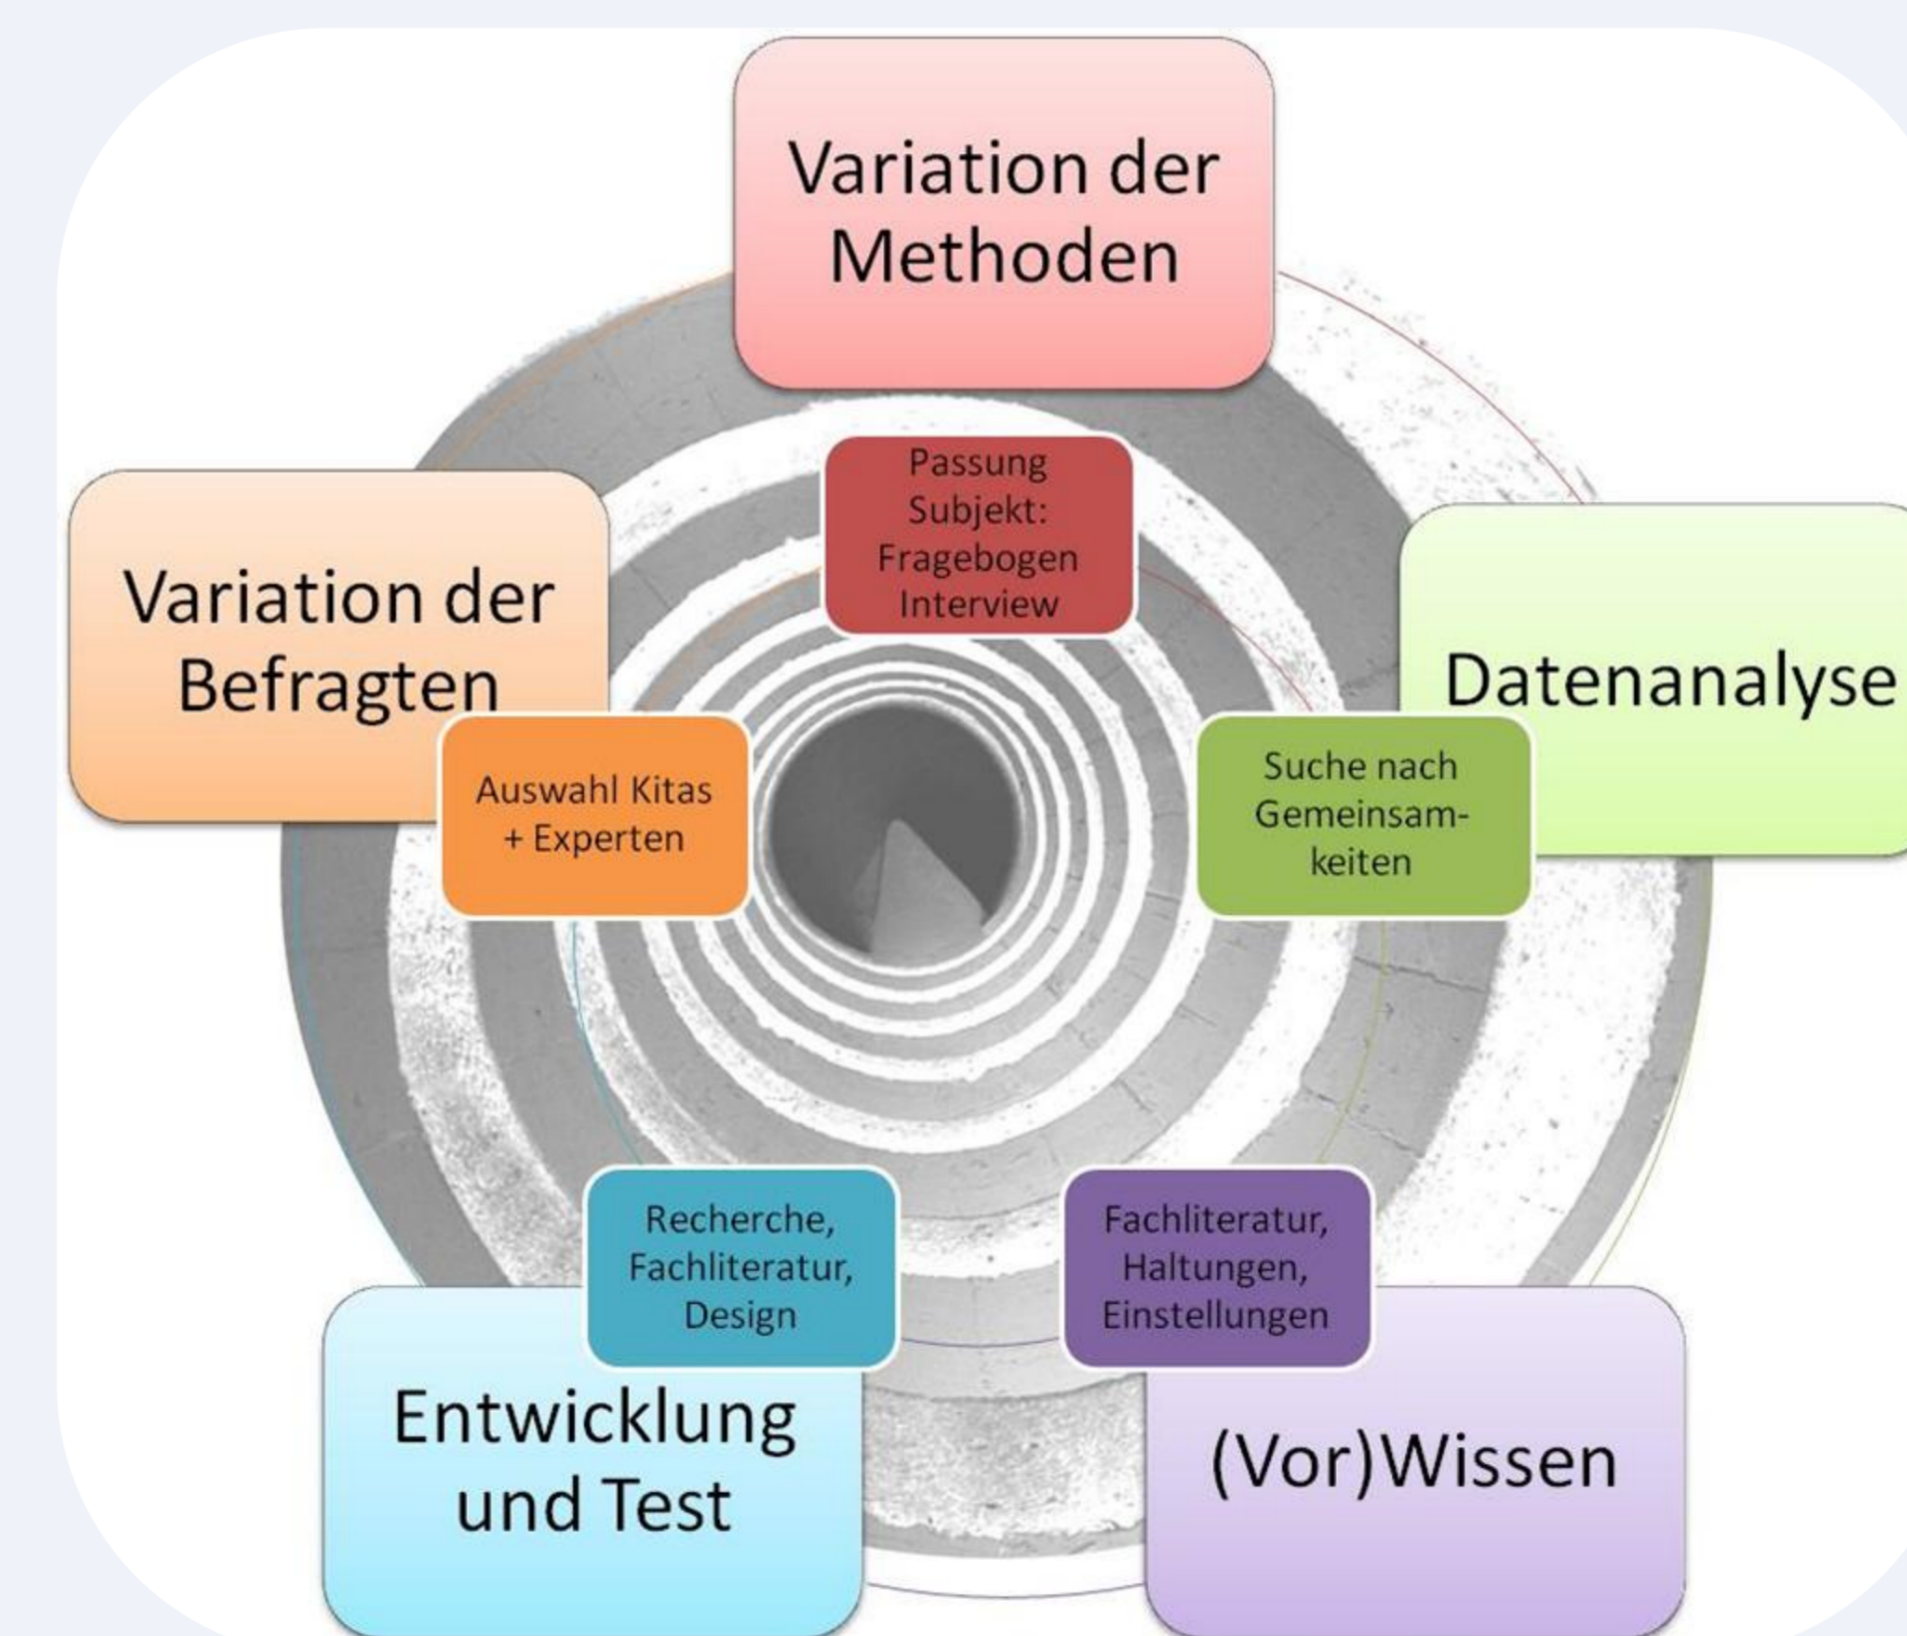 Variation der
Methoden
Passung
Subjekt:
Fragebogen
Interview
Variation der
Befragten
Auswahl Kitas
+ Experten
Datenanalyse
Suche nach
Gemeinsam-
keiten
Recherche,
Fachliteratur,
Design
Entwicklung
und Test
Fachliteratur,
Haltungen,
Einstellungen
(Vor)Wissen